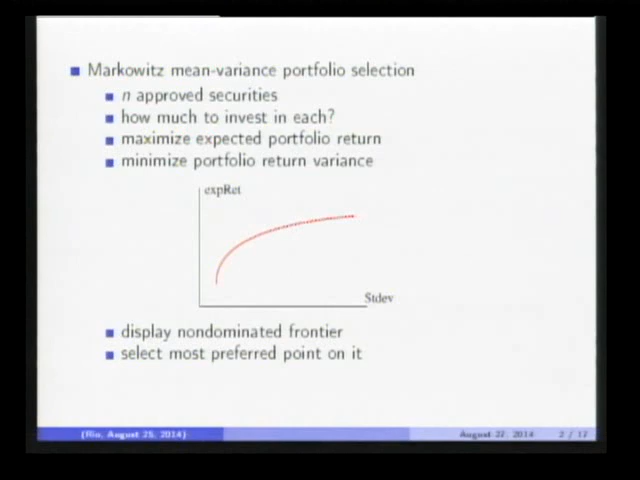 Markowitz mean-variance portfolio selection
n approved securities
how much to invest in each?
maximize expected portfolio return
minimize portfolio return variance
expRet
Stdev
display nondominated frontier
select most preferred point on it
(Rio, August 25, 2014) August 27, 2014 2 / 17